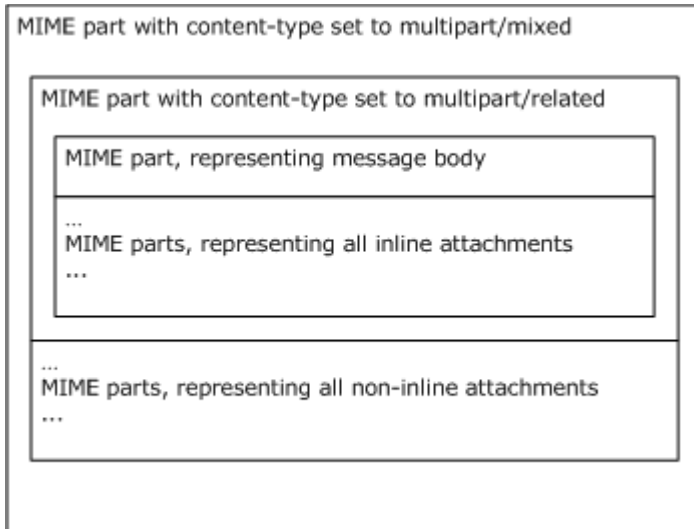 MIME part with content-type set to multipart/mixed
MIME part with content-type set to multipart/related
MIME part, representing message body
...
MIME parts, representing all inline attachments
...
...
MIME parts, representing all non-inline attachments
...